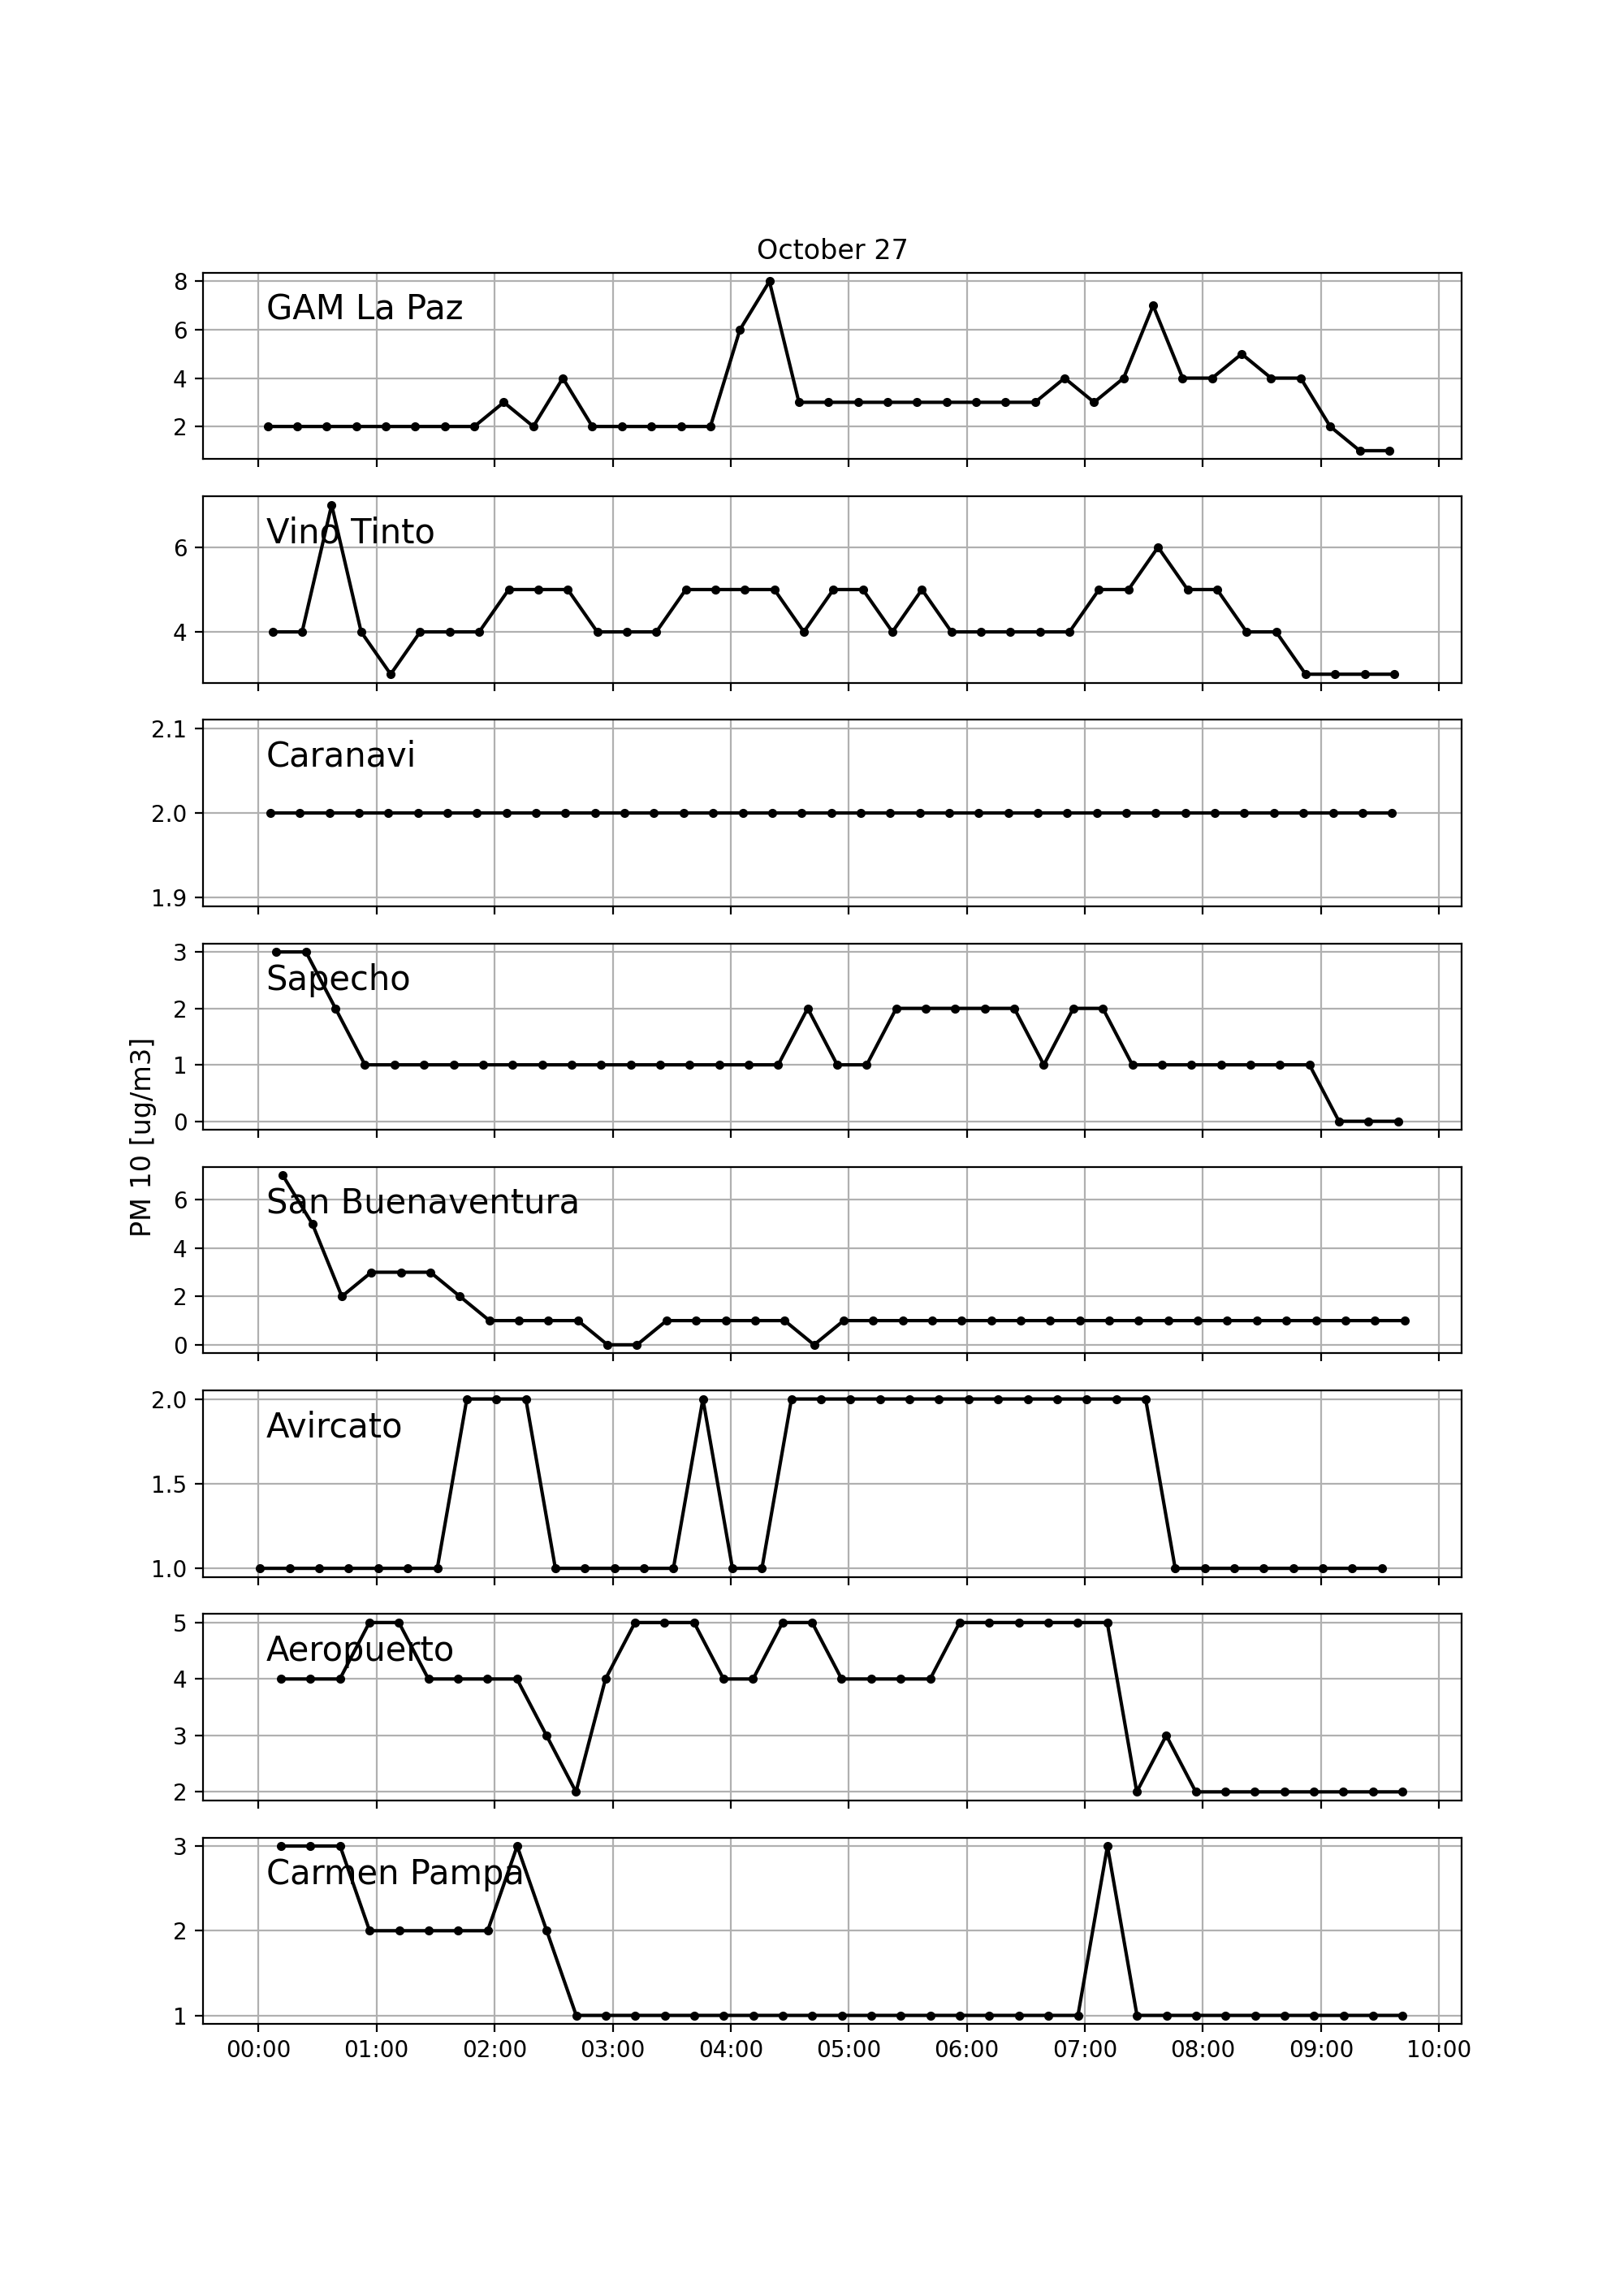 October 27
PM 10 [ug/m3]
8
GAM La Paz
6
4
2
Vino Tinto
6
4
2.1
Caranavi
2.0
1.9
3
Sapecho
2
1
0
6
San Buenaventura
4
2
0
2.0
Avircato
1.5
1.0
5
Aeropuerto
4
3
2
3
Carmen Pampa
2
1
00:00 01:00 02:00 03:00 04:00 05:00 06:00 07:00 08:00 09:00 10:00